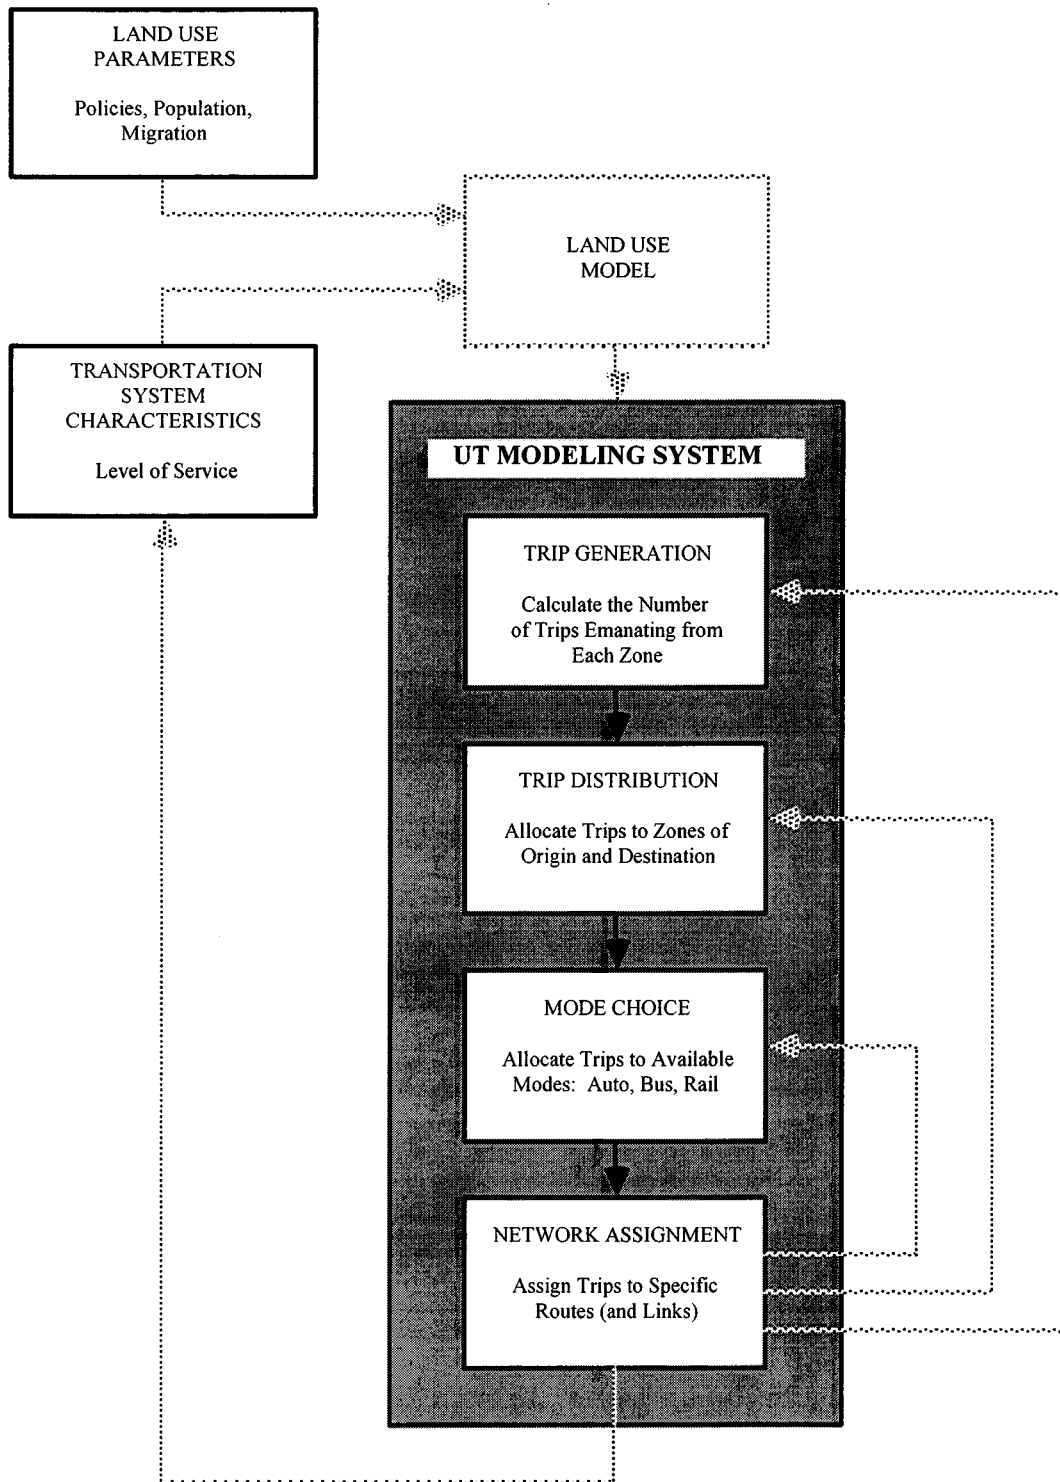 LAND USE
PARAMETERS
Policies, Population,
Migration
LAND USE
MODEL
TRANSPORTATION
SYSTEM
CHARACTERISTICS
Level of Service
UT MODELING SYSTEM
TRIP GENERATION
Calculate the Number
of Trips Emanating from
Each Zone
TRIP DISTRIBUTION
Allocate Trips to Zones of
Origin and Destination
MODE CHOICE
Allocate Trips to Available
Modes: Auto, Bus, Rail
NETWORK ASSIGNMENT
Assign Trips to Specific
Routes (and Links)